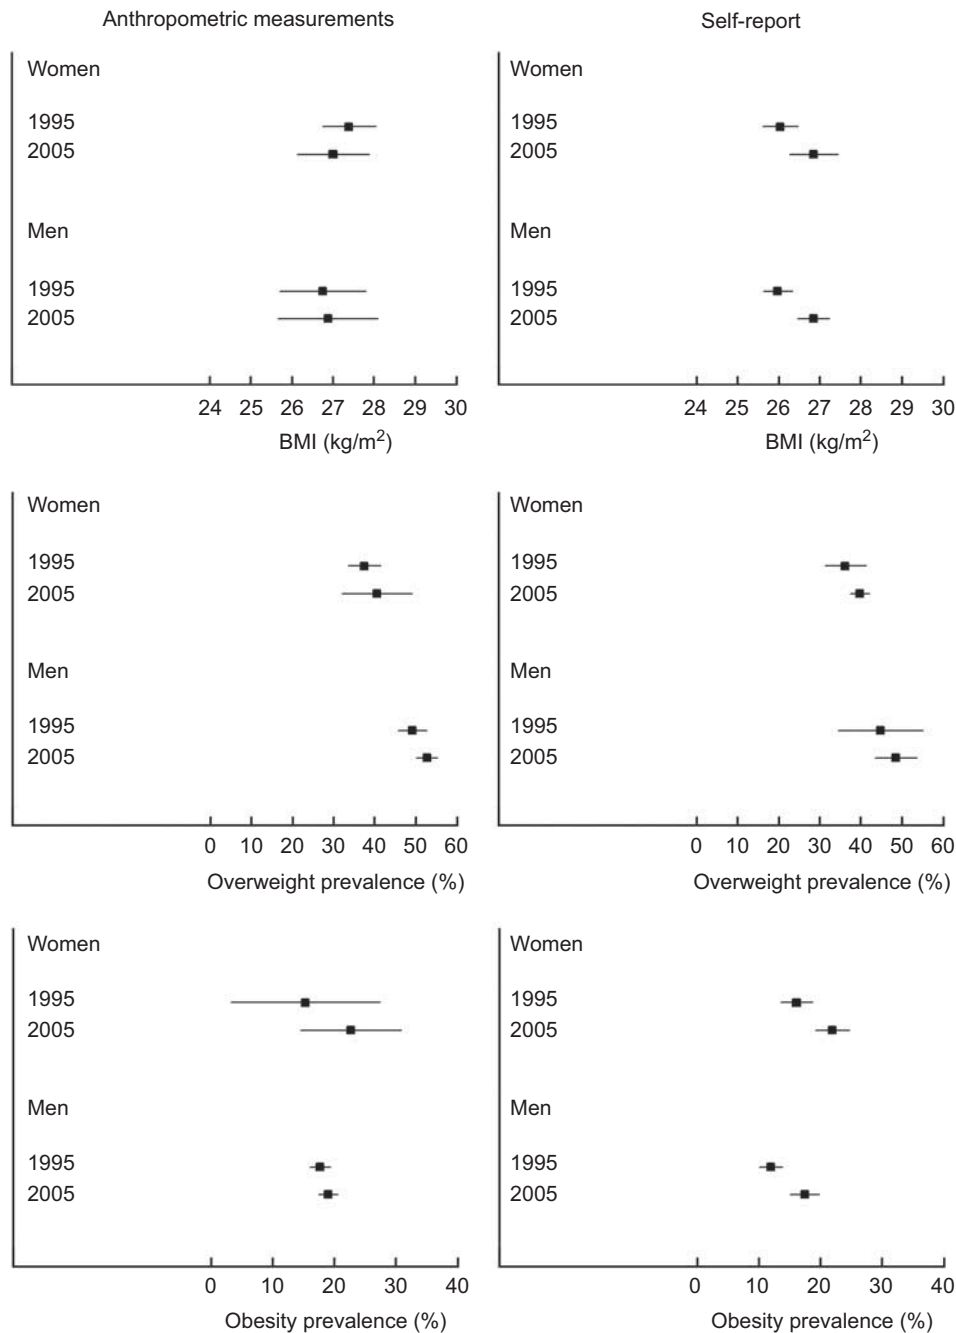 Anthropometric measurements
Self-report
Women
1995
2005
Men
1995
2005
24 25 26 27 28 29 30
BMI (kg/m²)
Women
1995
2005
Men
1995
2005
24 25 26 27 28 29 30
BMI (kg/m²)
Women
1995
2005
Men
1995
2005
0 10 20 30 40 50 60
Overweight prevalence (%)
Women
1995
2005
Men
1995
2005
0 10 20 30 40 50 60
Overweight prevalence (%)
Women
1995
2005
Men
1995
2005
0 10 20 30 40
Obesity prevalence (%)
Women
1995
2005
Men
1995
2005
0 10 20 30 40
Obesity prevalence (%)